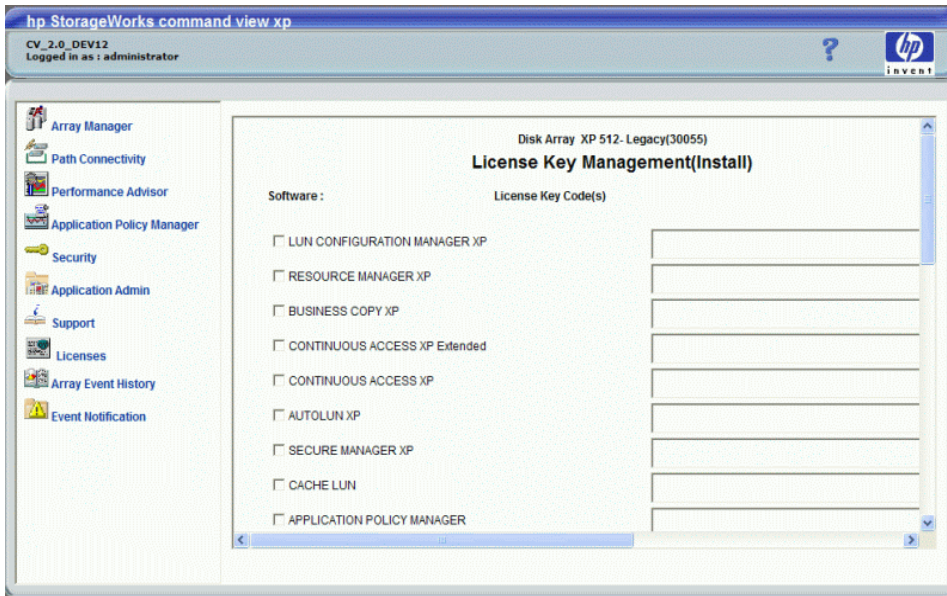 hp StorageWorks command view xp
CV_2.0_DEV12
Logged in as : administrator
?
hp
invent
Array Manager
Path Connectivity
Performance Advisor
Application Policy Manager
Security
Application Admin
Support
Licenses
Array Event History
Event Notification
Disk Array XP 512- Legacy(30055)
License Key Management(Install)
Software : License Key Code(s)
LUN CONFIGURATION MANAGER XP
RESOURCE MANAGER XP
BUSINESS COPY XP
CONTINUOUS ACCESS XP Extended
CONTINUOUS ACCESS XP
AUTOLUN XP
SECURE MANAGER XP
CACHE LUN
APPLICATION POLICY MANAGER